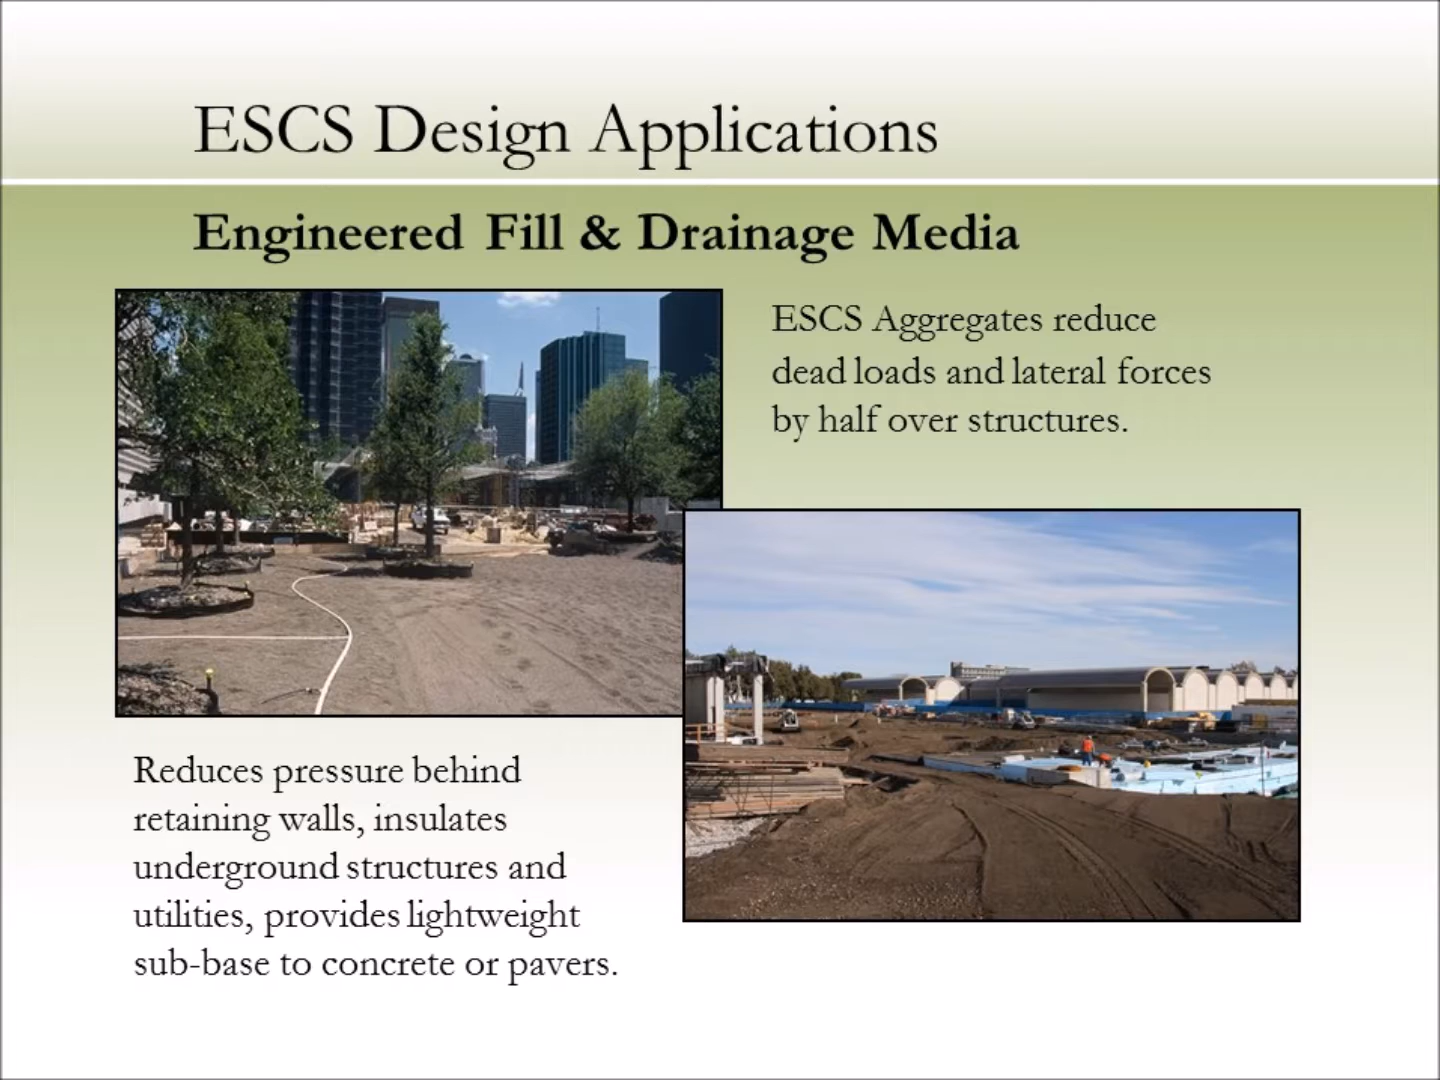 ESCS Design Applications
Engineered Fill & Drainage Media
ESCS Aggregates reduce
dead loads and lateral forces
by half over structures.
Reduces pressure behind
retaining walls, insulates
underground structures and
utilities, provides lightweight
sub-base to concrete or pavers.